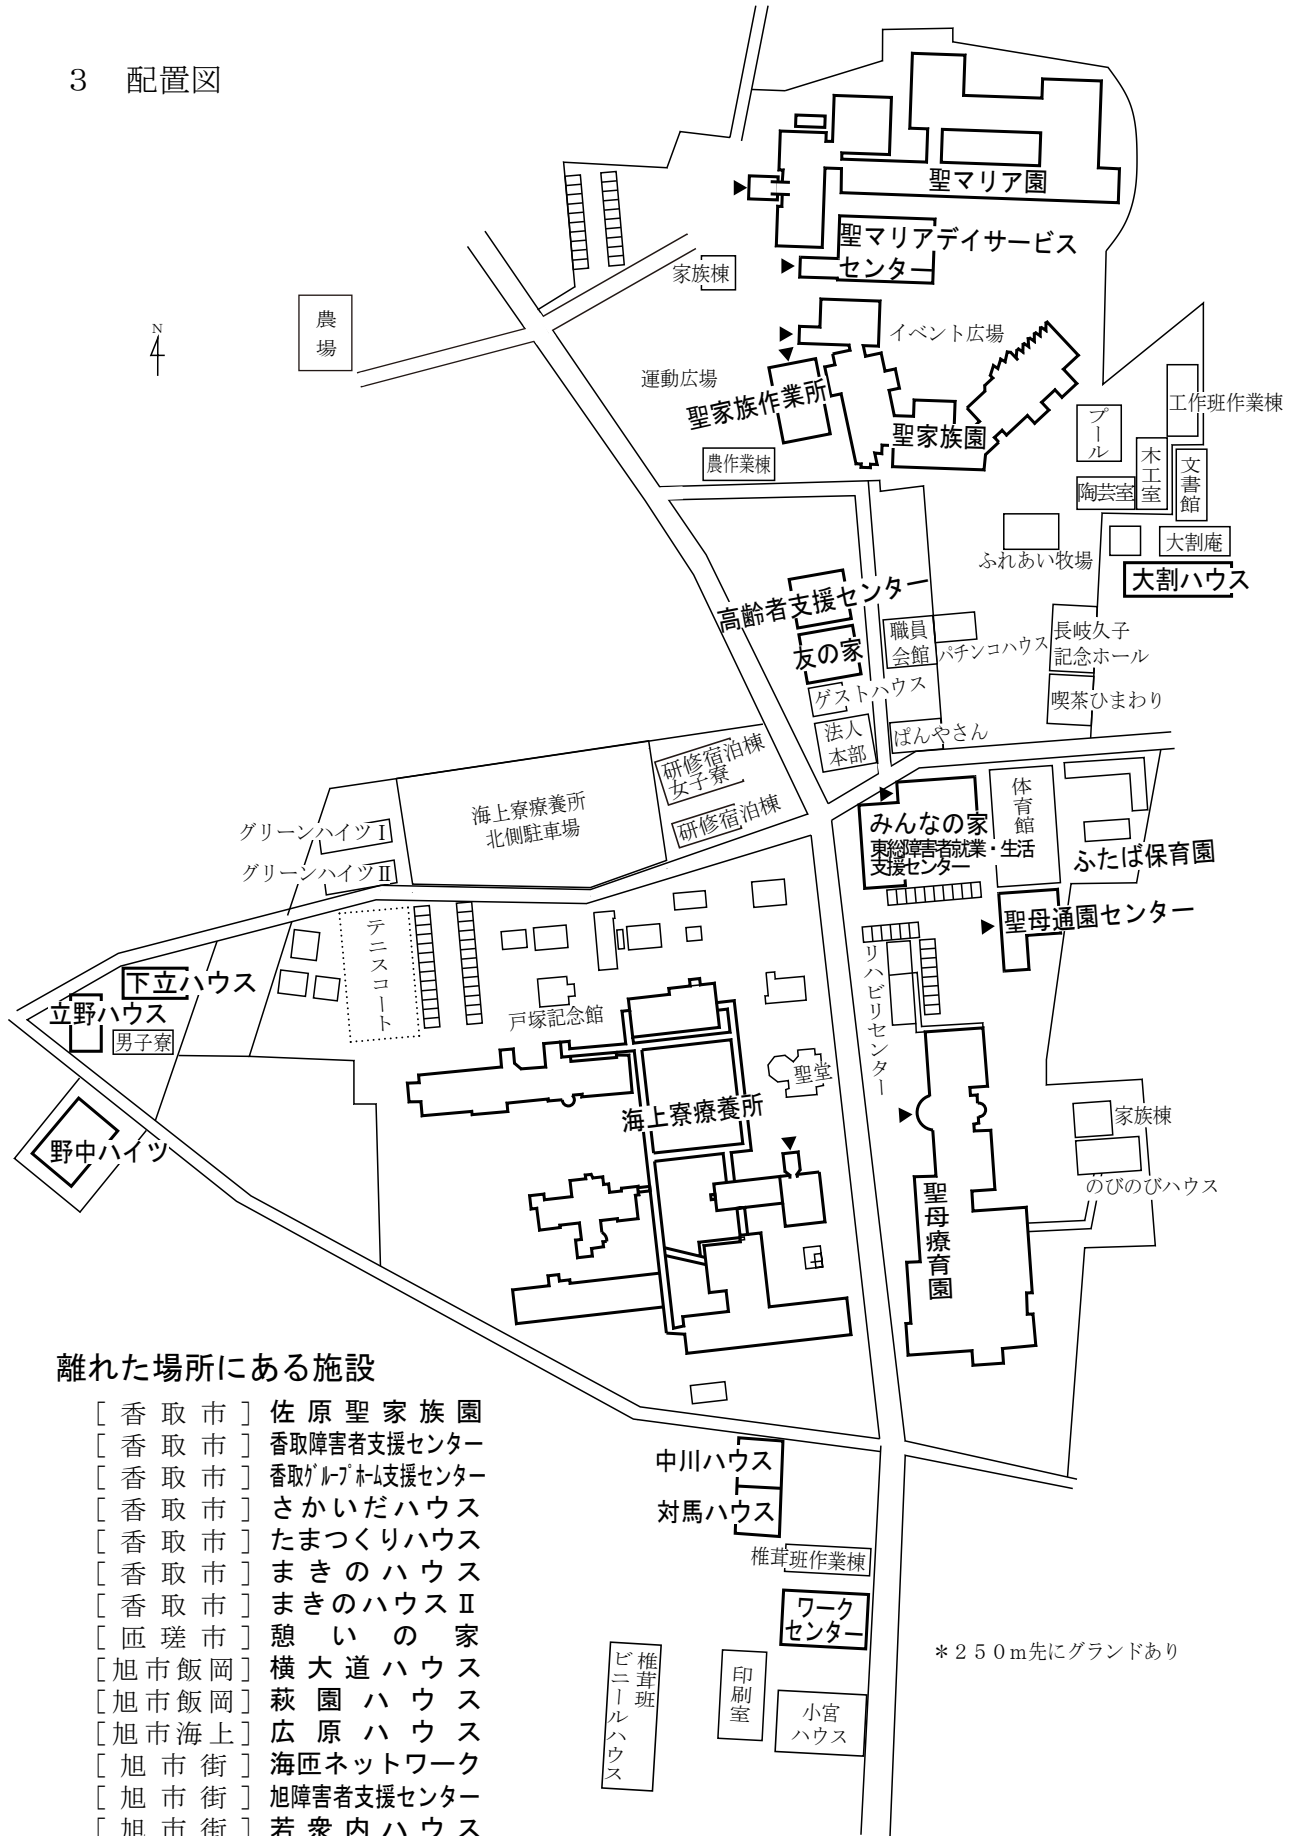 3 配置図
聖マリア園
聖マリアデイサービス
センター
家族棟
農場
N
イベント広場
運動広場
聖家族作業所
聖家族園
工作班作業棟
プール
木工室
文書館
農作業棟
陶芸室
大割庵
ふれあい牧場
大割ハウス
高齢者支援センター
友の家
職員
会館
パチンコハウス
長岐久子
記念ホール
ゲストハウス
喫茶ひまわり
法人
本部
ぱんやさん
研修宿泊棟
女子寮
海上寮療養所
北側駐車場
研修宿泊棟
グリーンハイツⅠ
グリーンハイツⅡ
みんなの家
東総障害者就業・生活
支援センター
体育館
ふたば保育園
聖母通園センター
テニスコート
リハビリセンター
下立ハウス
立野ハウス
男子寮
戸塚記念館
聖堂
海上寮療養所
野中ハイツ
家族棟
のびのびハウス
聖母療育園
離れた場所にある施設
[香取市] 佐原聖家族園
[香取市] 香取障害者支援センター
[香取市] 香取ｸﾞﾙｰﾌﾟﾎｰﾑ支援センター
[香取市] さかいだハウス
[香取市] たまつくりハウス
[香取市] まきのハウス
[香取市] まきのハウスⅡ
[匝瑳市] 憩いの家
[旭市飯岡] 横大道ハウス
[旭市飯岡] 萩園ハウス
[旭市海上] 広原ハウス
[旭市街] 海匝ネットワーク
[旭市街] 旭障害者支援センター
[旭市街] 若衆内ハウス
中川ハウス
対馬ハウス
椎茸班作業棟
ワーク
センター
椎茸班
ビニールハウス
印刷室
小宮
ハウス
＊２５０ｍ先にグランドあり